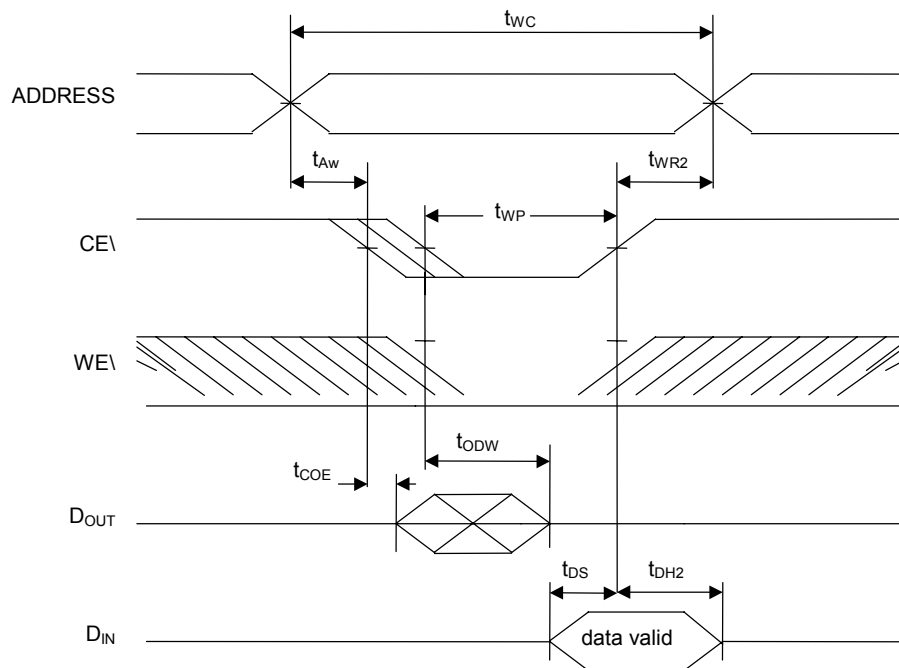 tWC
ADDRESS
tAw
tWR2
tWP
CE\
WE\
tODW
tCOE
DOUT
tDS
tDH2
DIN
data valid